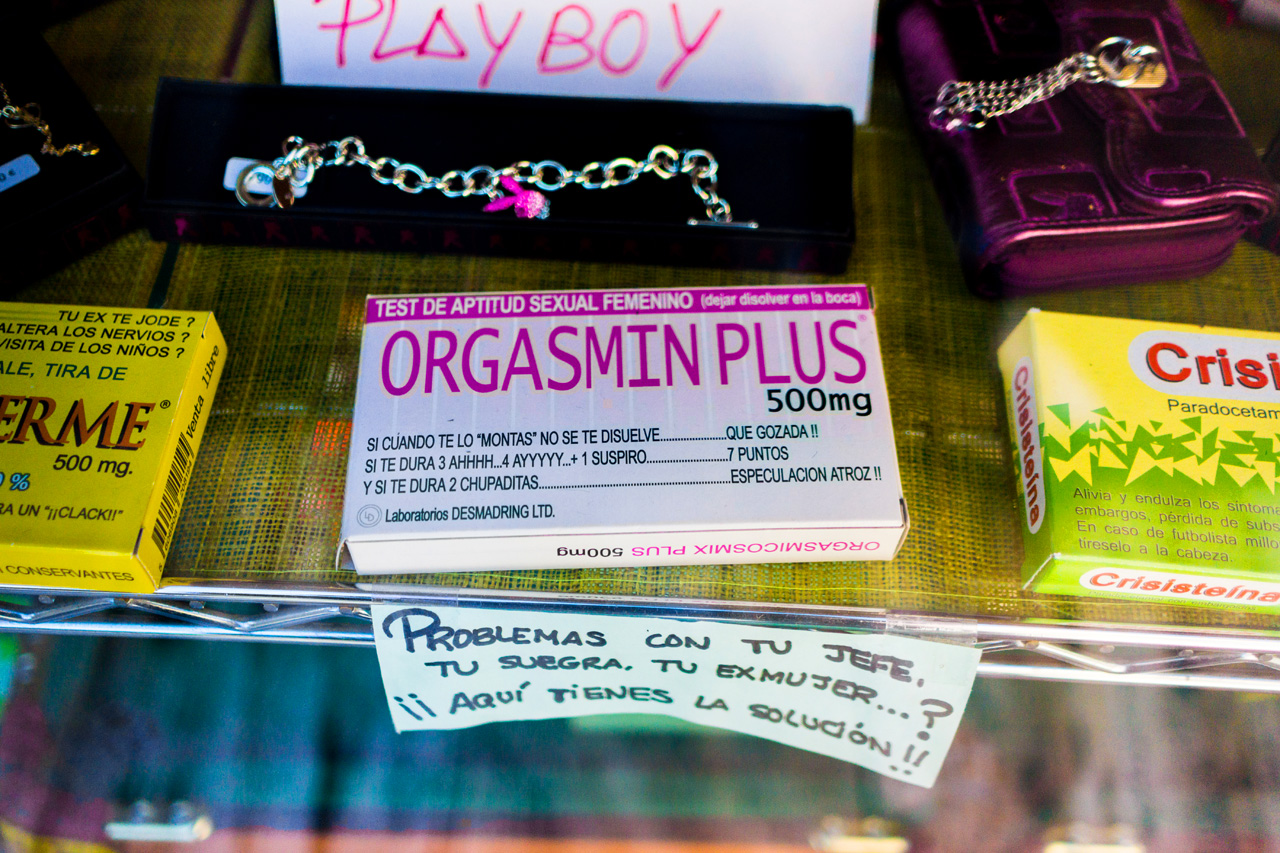 PLAYBOY
TU EX TE JODE ?
ALTERA LOS NERVIOS ?
VISITA DE LOS NIÑOS ?
ALE, TIRA DE
ERME®
500 mg.
0 %
RA UN "¡¡CLACK!!"
CONSERVANTES
Venta libre
TEST DE APTITUD SEXUAL FEMENINO (dejar disolver en la boca)
ORGASMIN PLUS®
500mg
SI CUANDO TE LO "MONTAS" NO SE TE DISUELVE......................QUE GOZADA !!
SI TE DURA 3 AHHHH...4 AYYYYY...+ 1 SUSPIRO...........................7 PUNTOS
Y SI TE DURA 2 CHUPADITAS...............................................................ESPECULACION ATROZ !!
LD Laboratorios DESMADRING LTD.
ORGASMICOSMIX PLUS 500mg
Crisi
Paradocetam
Crisisteína
Alivia y endulza los síntoma
embargos, pérdida de subs
En caso de futbolista millo
tíreselo a la cabeza.
Crisisteína
PROBLEMAS CON TU JEFE,
TU SUEGRA, TU EXMUJER...?
¡¡ AQUÍ TIENES LA SOLUCIÓN !!